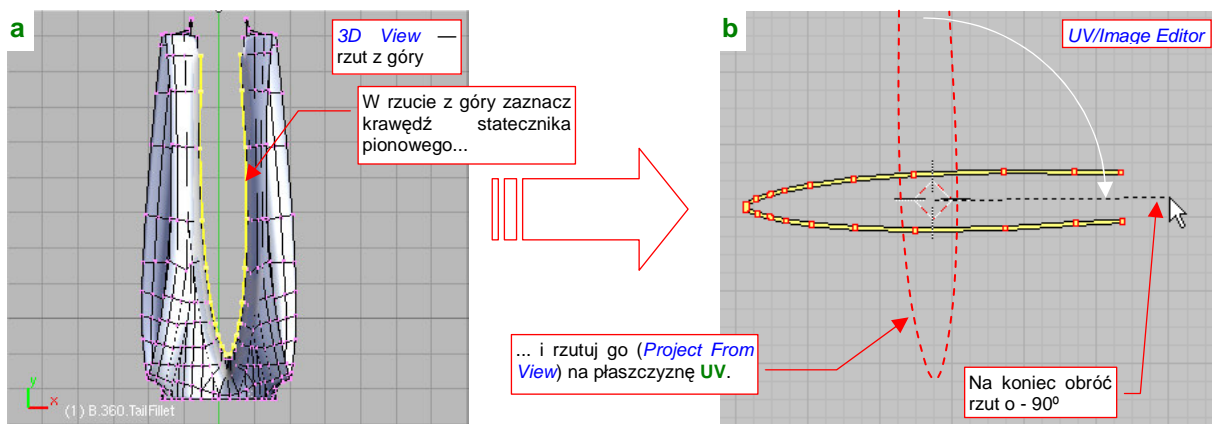 a
3D View —
rzut z góry
W rzucie z góry zaznacz
krawędź statecznika
pionowego...
y
x
(1) B.360.TailFillet
b
UV/Image Editor
... i rzutuj go (Project From
View) na płaszczyznę UV.
Na koniec obróć
rzut o - 90º